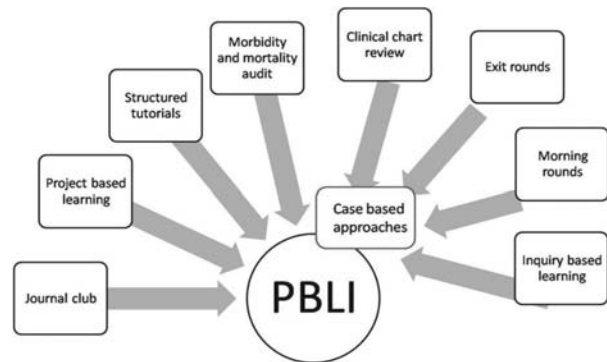 Morbidity
and mortality
audit
Clinical chart
review
Exit rounds
Structured
tutorials
Morning
rounds
Project based
learning
Case based
approaches
Inquiry based
learning
Journal club
PBLI